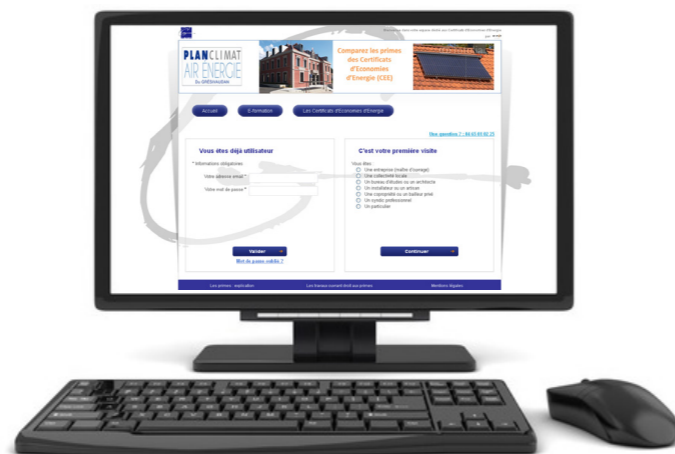 PLANCLIMAT
AIR ENERGIE
Du GRÉSIVAUDAN
Comparez les primes
des Certificats
d'Economies
d'Energie (CEE)
Accueil
E-formation
Les Certificats d'Economies d'Energie
Vous êtes déjà utilisateur
* Informations obligatoires
Votre adresse email *
Votre mot de passe *
Valider
Mot de passe oublié ?
C'est votre première visite
Vous êtes :
Une entreprise (maître d'ouvrage)
Une collectivité locale
Un bureau d'études ou un architecte
Un installateur ou un artisan
Une copropriété ou un bailleur privé
Un syndic professionnel
Un particulier
Continuer
Les primes : explication
Les travaux ouvrant droit aux primes
Mentions légales